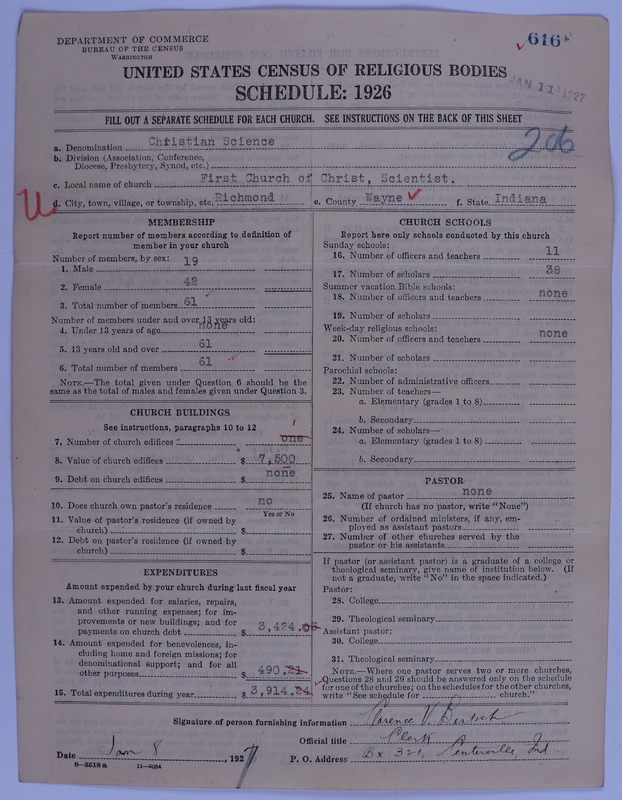 DEPARTMENT OF COMMERCE
BUREAU OF THE CENSUS
WASHINGTON
616
UNITED STATES CENSUS OF RELIGIOUS BODIES
SCHEDULE: 1926
JAN 11 1927
FILL OUT A SEPARATE SCHEDULE FOR EACH CHURCH. SEE INSTRUCTIONS ON THE BACK OF THIS SHEET
206
a. Denomination Christian Science
b. Division (Association, Conference, Diocese, Presbytery, Synod, etc.)
c. Local name of church First Church of Christ, Scientist.
d. City, town, village, or township, etc. Richmond e. County Wayne f. State Indiana
MEMBERSHIP
Report number of members according to definition of
member in your church
Number of members, by sex:
1. Male 19
2. Female 42
3. Total number of members 61
Number of members under and over 13 years old:
4. Under 13 years of age none
5. 13 years old and over 61
6. Total number of members 61
NOTE.—The total given under Question 6 should be the
same as the total of males and females given under Question 3.
CHURCH BUILDINGS
See instructions, paragraphs 10 to 12
7. Number of church edifices one 1
8. Value of church edifices $ 7,500
9. Debt on church edifices $ none
10. Does church own pastor's residence no
Yes or No
11. Value of pastor's residence (if owned by
church) $
12. Debt on pastor's residence (if owned by
church) $
EXPENDITURES
Amount expended by your church during last fiscal year
13. Amount expended for salaries, repairs,
and other running expenses; for im-
provements or new buildings; and for
payments on church debt $ 3,424.03
14. Amount expended for benevolences, in-
cluding home and foreign missions; for
denominational support; and for all
other purposes $ 490.21
15. Total expenditures during year $ 3,914.24
CHURCH SCHOOLS
Report here only schools conducted by this church
Sunday schools:
16. Number of officers and teachers 11
17. Number of scholars 38
Summer vacation Bible schools:
18. Number of officers and teachers none
19. Number of scholars
Week-day religious schools:
20. Number of officers and teachers none
21. Number of scholars
Parochial schools:
22. Number of administrative officers
23. Number of teachers—
a. Elementary (grades 1 to 8)
b. Secondary
24. Number of scholars—
a. Elementary (grades 1 to 8)
b. Secondary
PASTOR
25. Name of pastor none
(If church has no pastor, write "None")
26. Number of ordained ministers, if any, em-
ployed as assistant pastors
27. Number of other churches served by the
pastor or his assistants
If pastor (or assistant pastor) is a graduate of a college or
theological seminary, give name of institution below. (If
not a graduate, write "No" in the space indicated.)
Pastor:
28. College
29. Theological seminary
Assistant pastor:
30. College
31. Theological seminary
NOTE.—Where one pastor serves two or more churches,
Questions 28 and 29 should be answered only on the schedule
for one of the churches; on the schedules for the other churches,
write "See schedule for church."
Signature of person furnishing information V.
Official title Clerk
Date Jan 8, 1927 P. O. Address Bx 321, Centerville, Ind
8—5518 a 11—9054